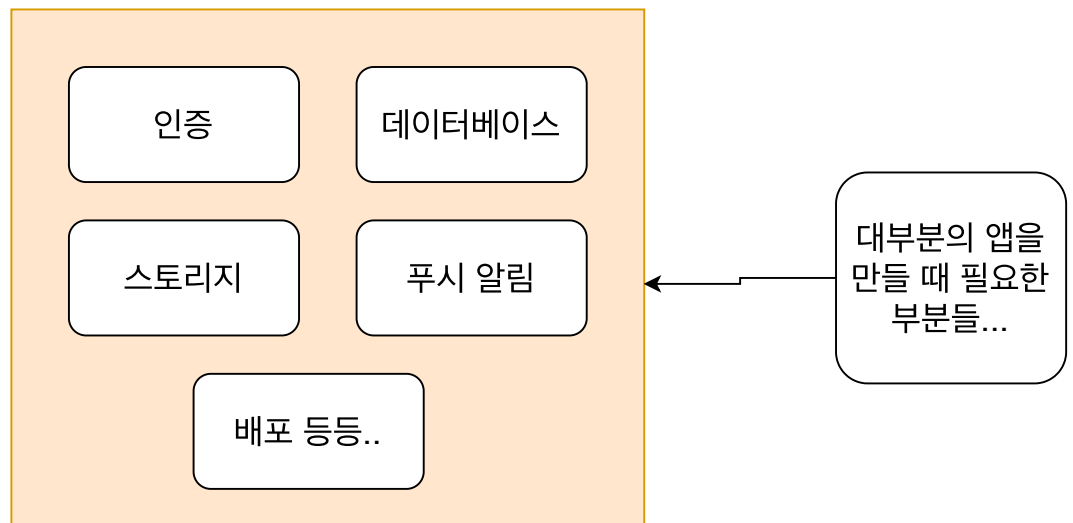 인증
데이터베이스
스토리지
푸시 알림
배포 등등..
대부분의 앱을
만들 때 필요한
부분들...